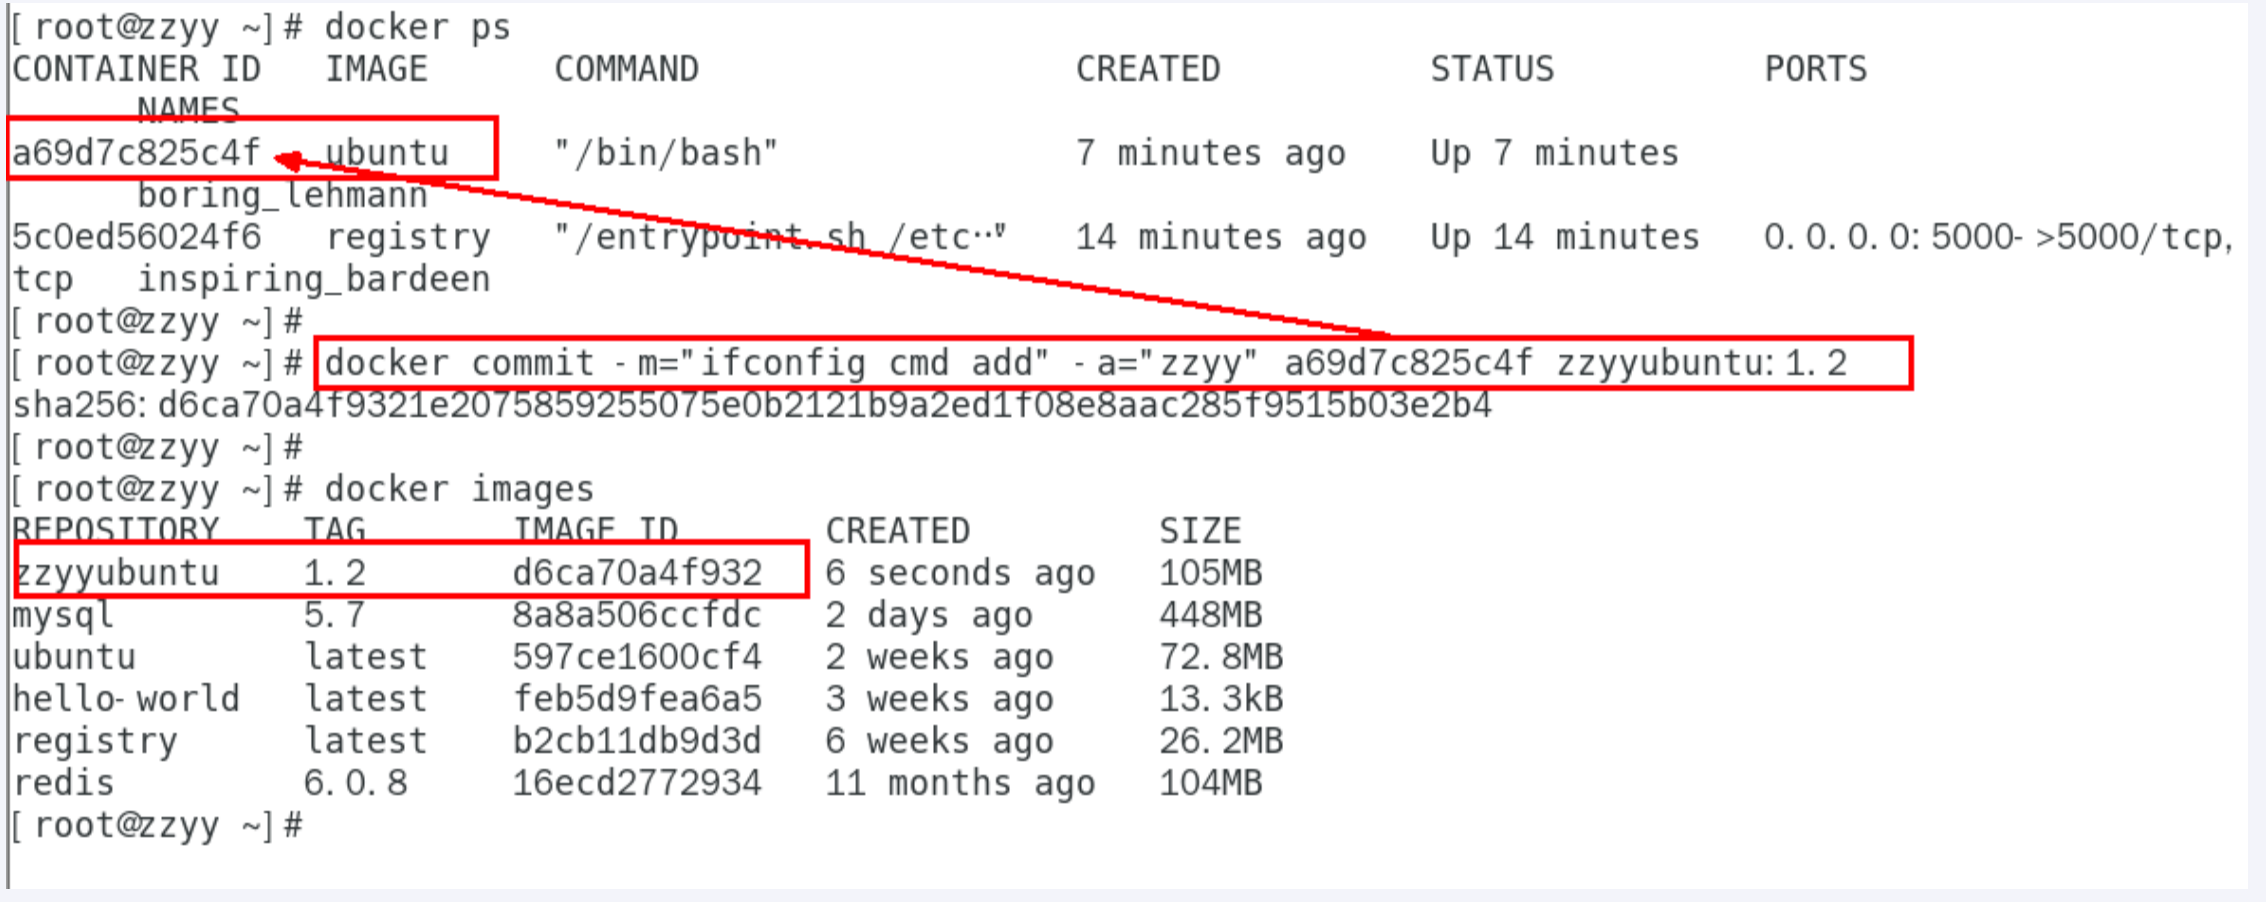 [root@zzyy ~]# docker ps
CONTAINER ID   IMAGE      COMMAND                  CREATED          STATUS          PORTS
      NAMES
a69d7c825c4f   ubuntu     "/bin/bash"              7 minutes ago    Up 7 minutes
      boring_lehmann
5c0ed56024f6   registry   "/entrypoint.sh /etc…"   14 minutes ago   Up 14 minutes   0.0.0.0:5000->5000/tcp,
tcp   inspiring_bardeen
[root@zzyy ~]#
[root@zzyy ~]# docker commit -m="ifconfig cmd add" -a="zzyy" a69d7c825c4f zzyyubuntu:1.2
sha256:d6ca70a4f9321e2075859255075e0b2121b9a2ed1f08e8aac285f9515b03e2b4
[root@zzyy ~]#
[root@zzyy ~]# docker images
REPOSITORY    TAG       IMAGE ID       CREATED         SIZE
zzyyubuntu    1.2       d6ca70a4f932   6 seconds ago   105MB
mysql         5.7       8a8a506ccfdc   2 days ago      448MB
ubuntu        latest    597ce1600cf4   2 weeks ago     72.8MB
hello-world   latest    feb5d9fea6a5   3 weeks ago     13.3kB
registry      latest    b2cb11db9d3d   6 weeks ago     26.2MB
redis         6.0.8     16ecd2772934   11 months ago   104MB
[root@zzyy ~]#